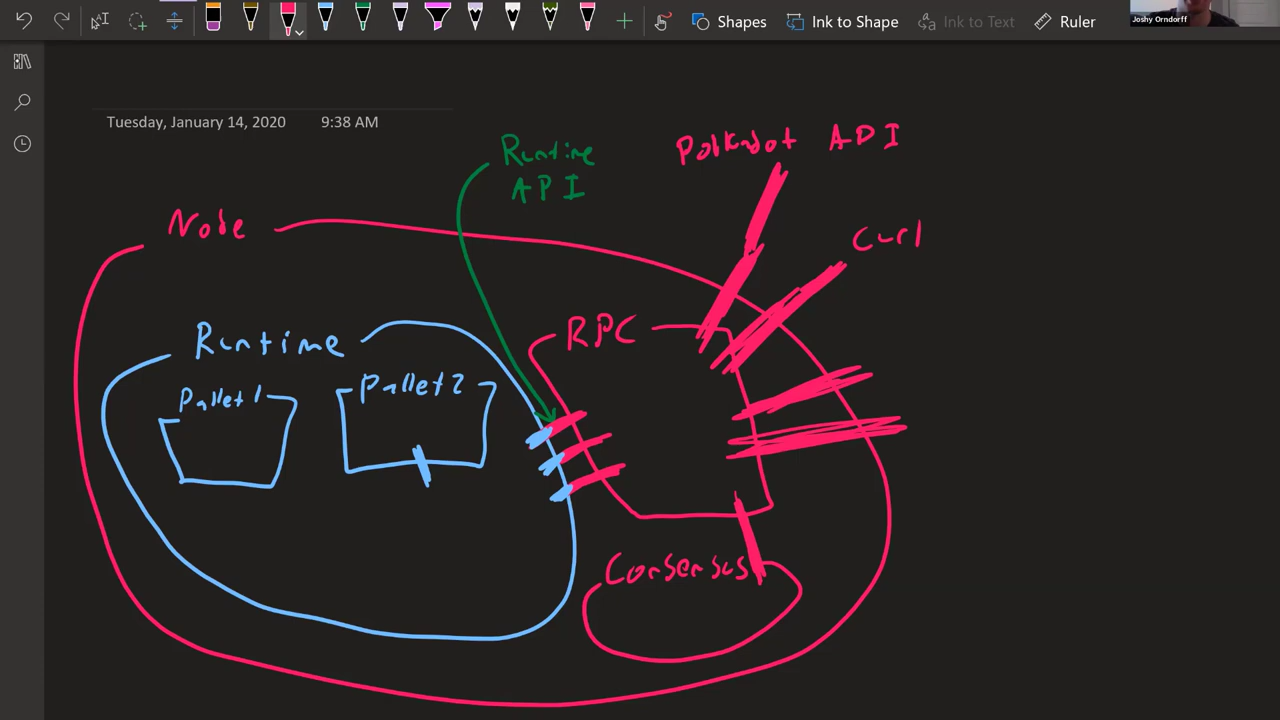 Joshy Orndorff
Shapes
Ink to Shape
Ink to Text
Ruler
Tuesday, January 14, 2020 9:38 AM
Runtime
API
Polkadot API
Node
Curl
Runtime
RPC
Pallet 1
Pallet 2
Consensus